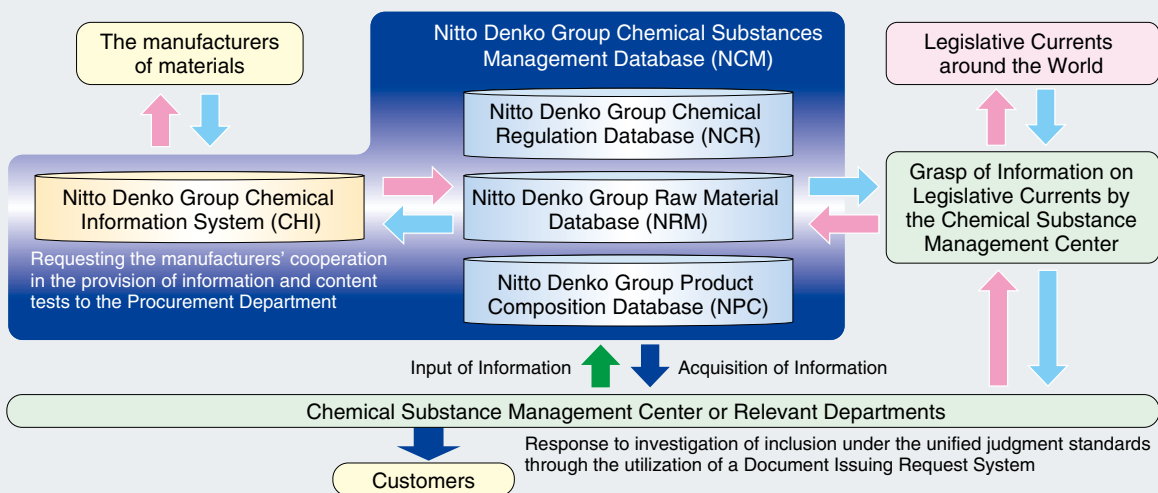 The manufacturers
of materials
Nitto Denko Group Chemical Substances
Management Database (NCM)
Legislative Currents
around the World
Nitto Denko Group Chemical
Regulation Database (NCR)
Nitto Denko Group Chemical
Information System (CHI)
Nitto Denko Group Raw Material
Database (NRM)
Grasp of Information on
Legislative Currents by
the Chemical Substance
Management Center
Requesting the manufacturers’ cooperation
in the provision of information and content
tests to the Procurement Department
Nitto Denko Group Product
Composition Database (NPC)
Input of Information
Acquisition of Information
Chemical Substance Management Center or Relevant Departments
Response to investigation of inclusion under the unified judgment standards
through the utilization of a Document Issuing Request System
Customers